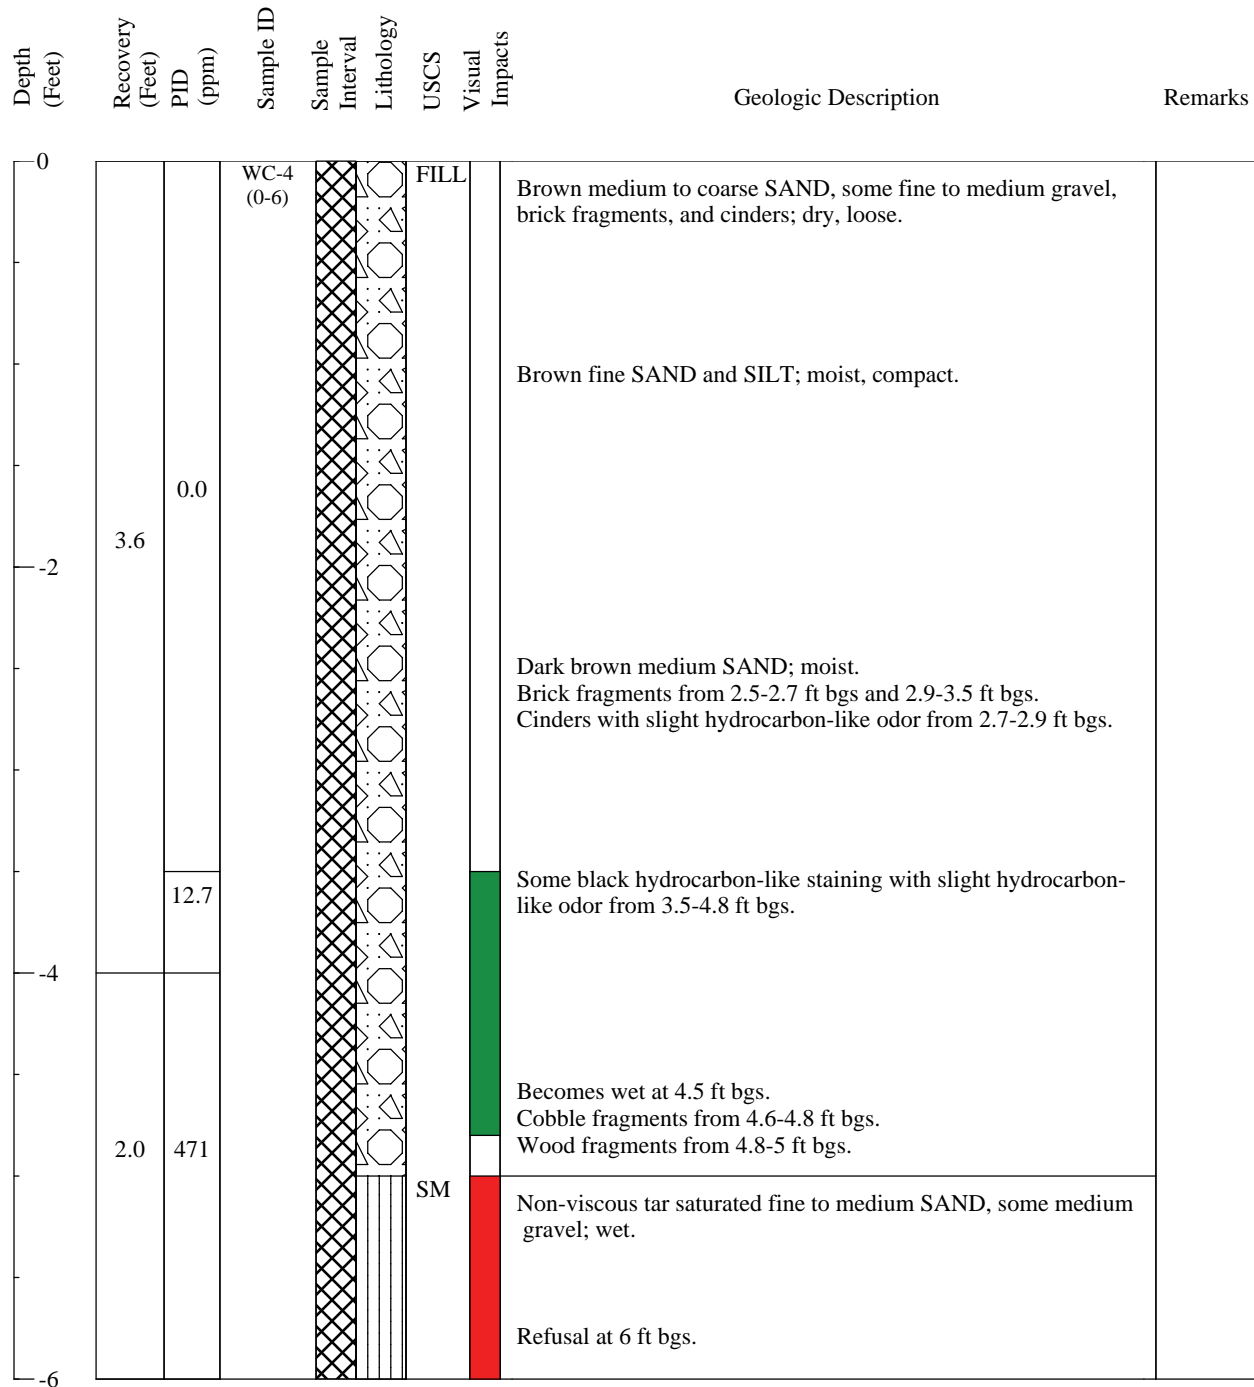 Depth
(Feet)
Recovery
(Feet)
PID
(ppm)
Sample ID
Sample
Interval
Lithology
USCS
Visual
Impacts
Geologic Description
Remarks
0
WC-4
(0-6)
FILL
Brown medium to coarse SAND, some fine to medium gravel,
brick fragments, and cinders; dry, loose.
Brown fine SAND and SILT; moist, compact.
0.0
3.6
-2
Dark brown medium SAND; moist.
Brick fragments from 2.5-2.7 ft bgs and 2.9-3.5 ft bgs.
Cinders with slight hydrocarbon-like odor from 2.7-2.9 ft bgs.
12.7
Some black hydrocarbon-like staining with slight hydrocarbon-
like odor from 3.5-4.8 ft bgs.
-4
Becomes wet at 4.5 ft bgs.
Cobble fragments from 4.6-4.8 ft bgs.
Wood fragments from 4.8-5 ft bgs.
2.0
471
SM
Non-viscous tar saturated fine to medium SAND, some medium
gravel; wet.
Refusal at 6 ft bgs.
-6